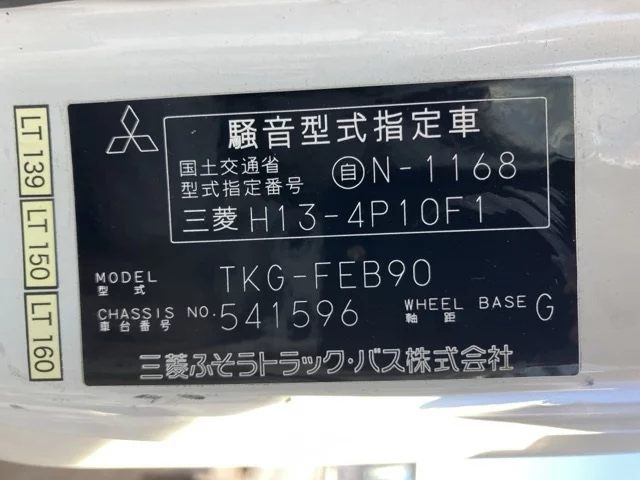 騒音型式指定車
国土交通省
型式指定番号
自N-1168
三菱 H13-4P10F1
MODEL
型式
TKG-FEB90
CHASSIS NO.
車台番号
541596
WHEEL BASE
軸距
G
三菱ふそうトラック・バス株式会社
LT 139
LT 150
LT 160